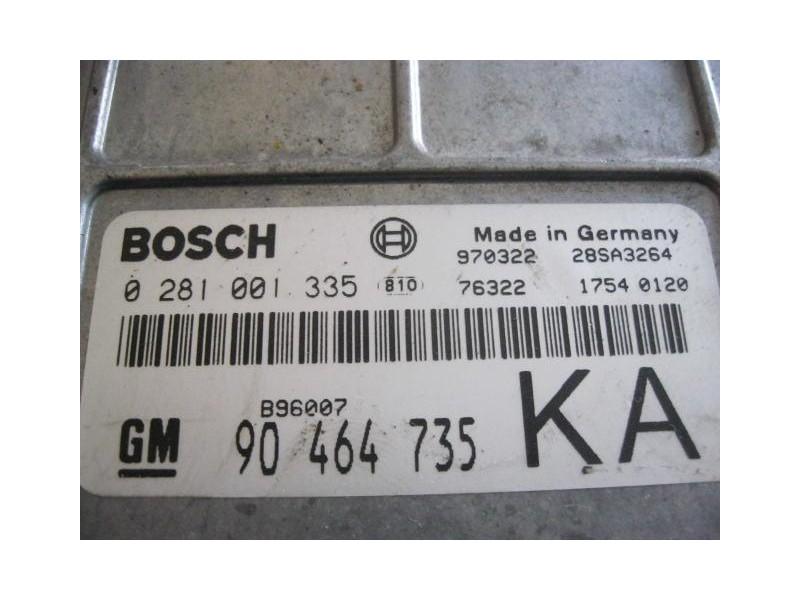 BOSCH Made in Germany
970322 28SA3264
0 281 001 335 810 76322 1754 0120
B96007
GM 90 464 735 KA